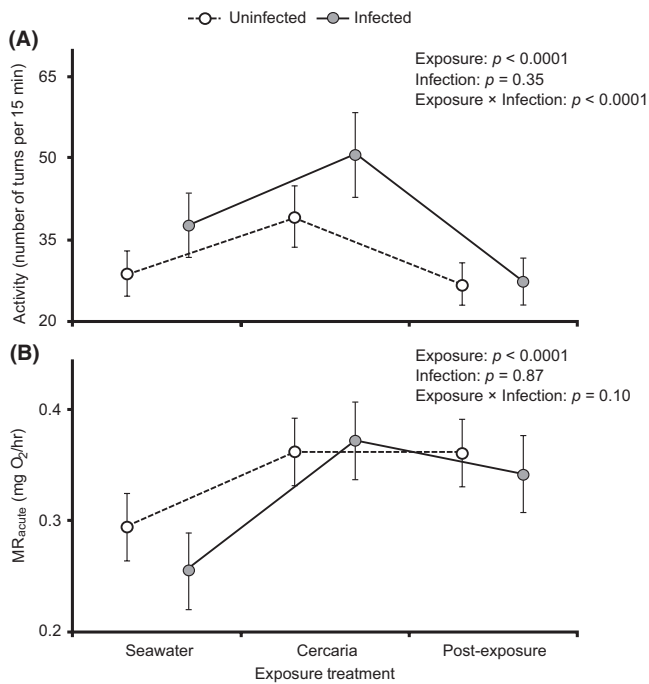 Uninfected Infected
(A)
Exposure: p < 0.0001
Infection: p = 0.35
Exposure × Infection: p < 0.0001
Activity (number of turns per 15 min)
65
50
35
20
(B)
Exposure: p < 0.0001
Infection: p = 0.87
Exposure × Infection: p = 0.10
MRacute (mg O2/hr)
0.4
0.3
0.2
Seawater Cercaria Post-exposure
Exposure treatment